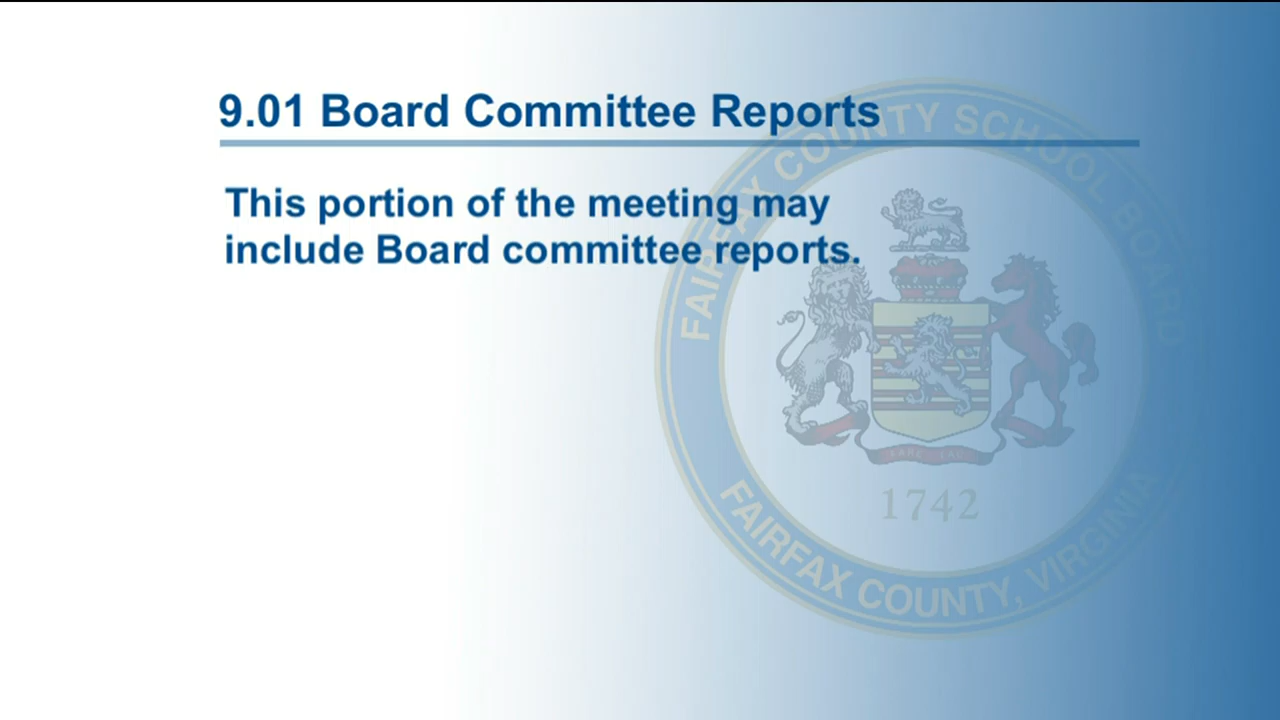 9.01 Board Committee Reports
This portion of the meeting may
include Board committee reports.
FAIRFAX COUNTY SCHOOL BOARD
1742
FAIRFAX COUNTY, VIRGINIA